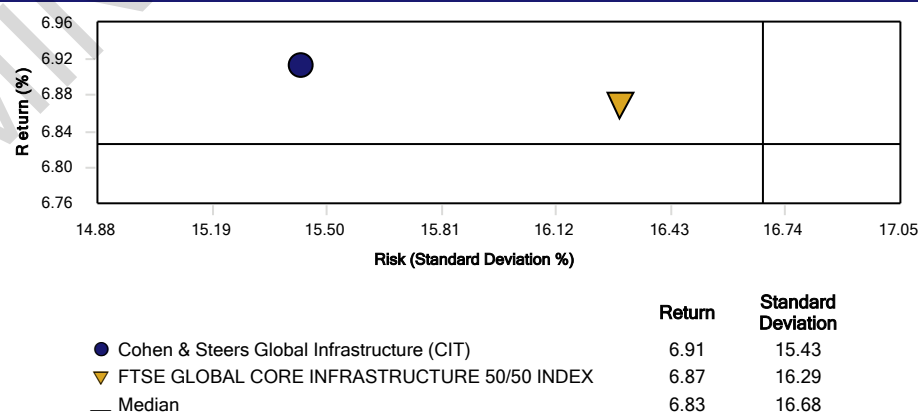 6.96
6.92
6.88
6.84
6.80
6.76
Return (%)
14.88 15.19 15.50 15.81 16.12 16.43 16.74 17.05
Risk (Standard Deviation %)
Return Standard Deviation
Cohen & Steers Global Infrastructure (CIT) 6.91 15.43
FTSE GLOBAL CORE INFRASTRUCTURE 50/50 INDEX 6.87 16.29
Median 6.83 16.68